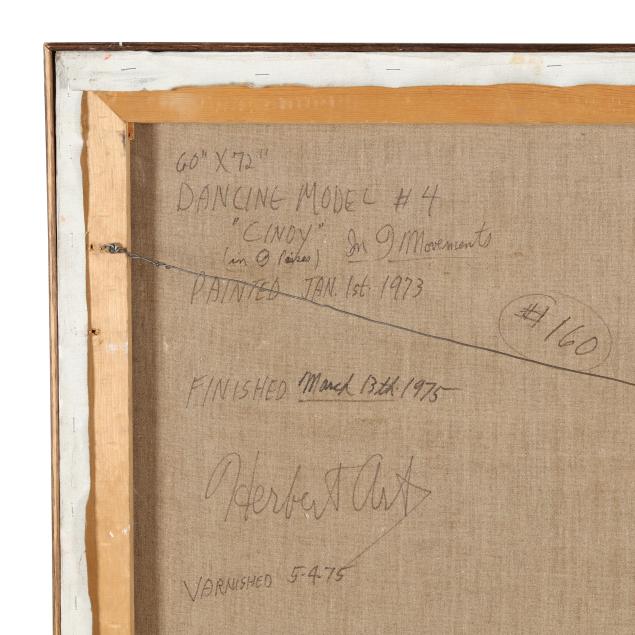 60" X 72"
DANCING MODEL #4
"CINDY" In 9 Movements
(in 9
PAINTED JAN. 1st. 1973
#160
FINISHED March 13th 1975
Herbert Art
VARNISHED 5-4-75